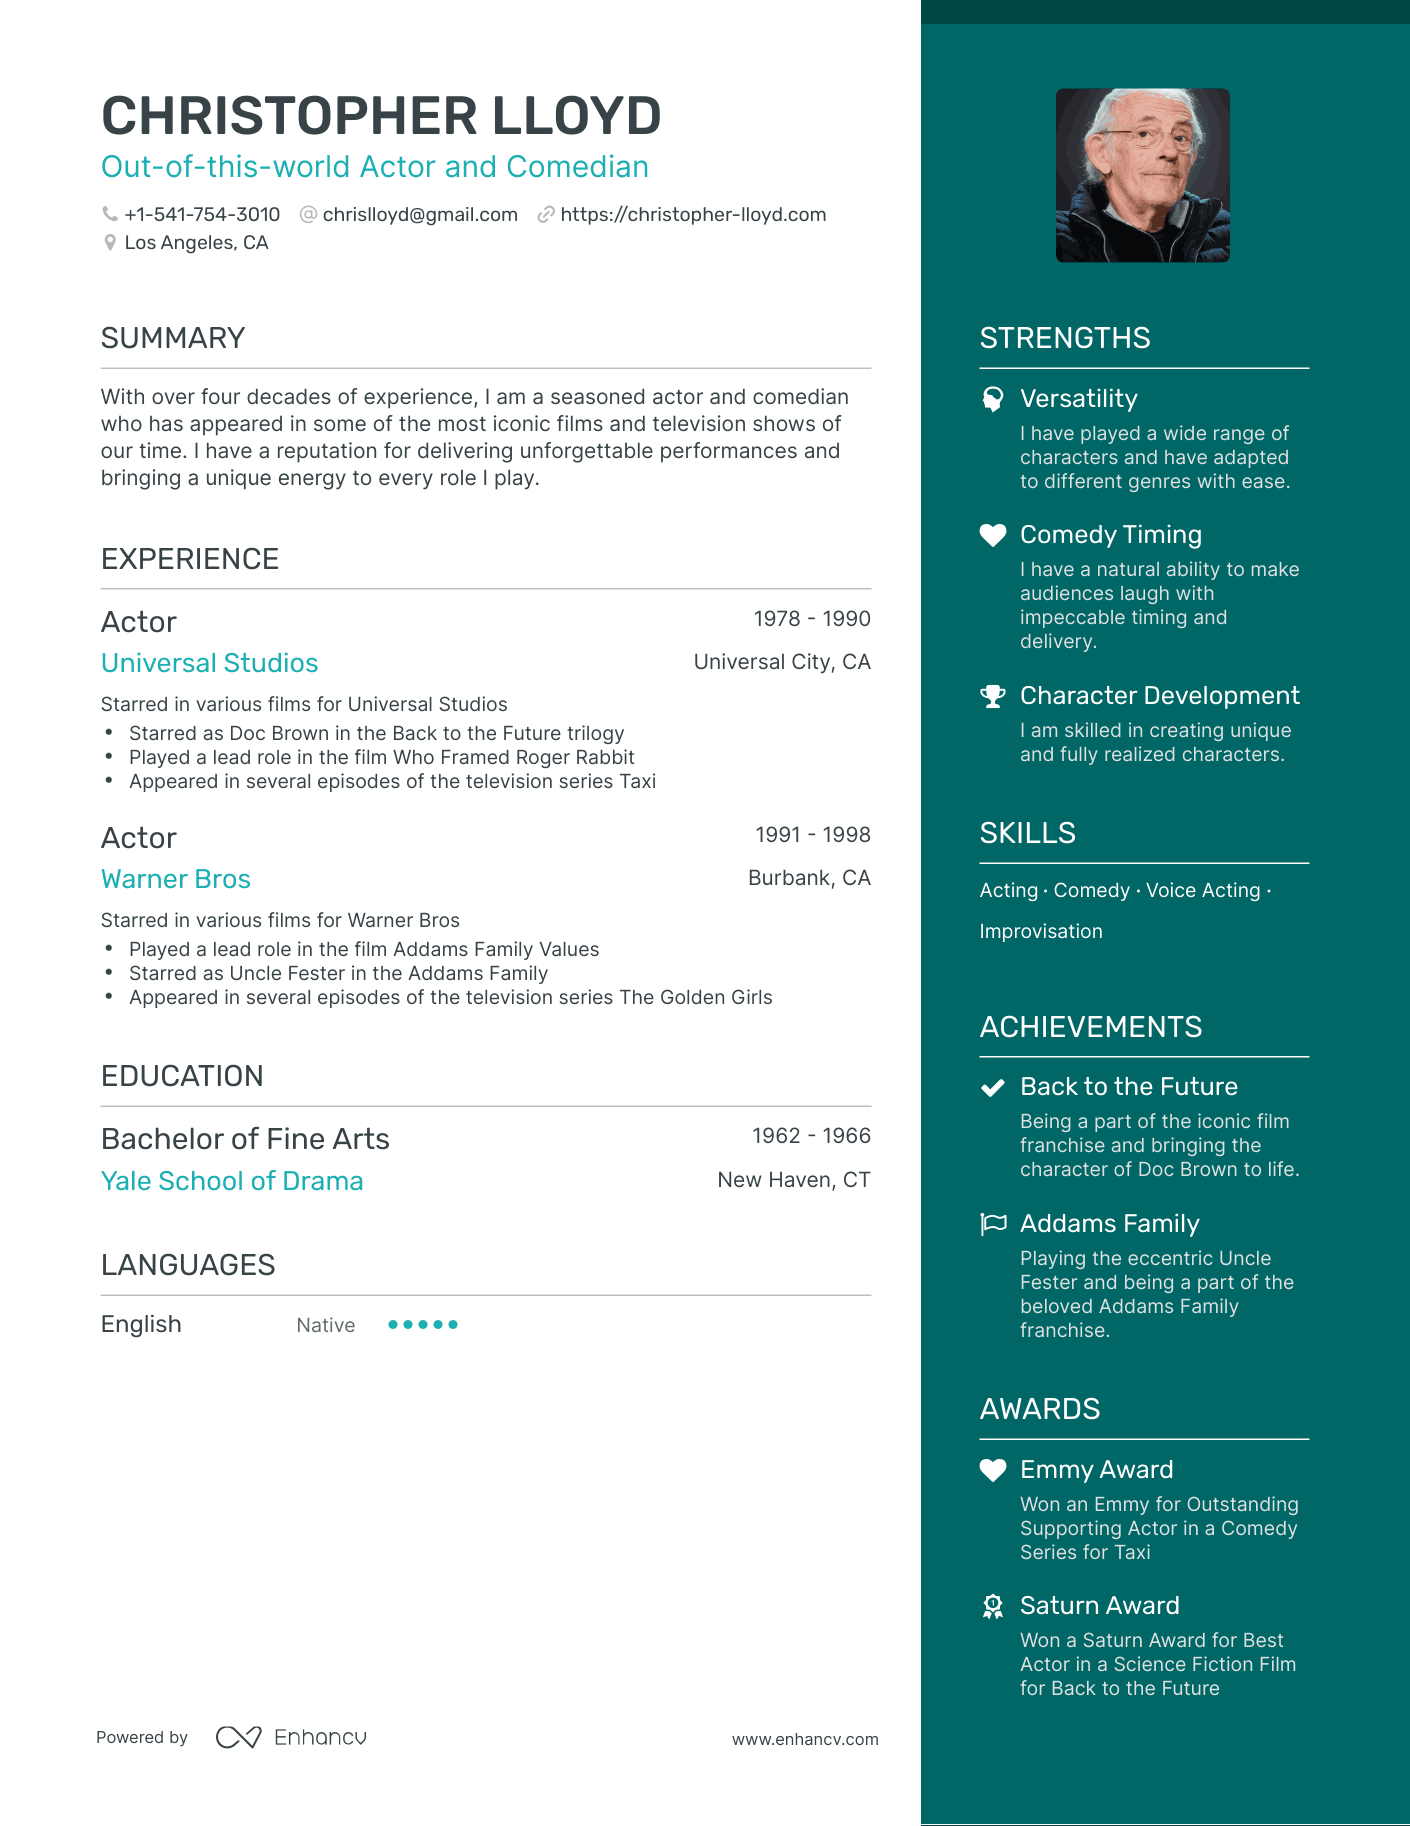 CHRISTOPHER LLOYD
Out-of-this-world Actor and Comedian
+1-541-754-3010 @ chrislloyd@gmail.com https://christopher-lloyd.com
Los Angeles, CA
SUMMARY
With over four decades of experience, I am a seasoned actor and comedian
who has appeared in some of the most iconic films and television shows of
our time. I have a reputation for delivering unforgettable performances and
bringing a unique energy to every role I play.
EXPERIENCE
Actor 1978 - 1990
Universal Studios Universal City, CA
Starred in various films for Universal Studios
• Starred as Doc Brown in the Back to the Future trilogy
• Played a lead role in the film Who Framed Roger Rabbit
• Appeared in several episodes of the television series Taxi
Actor 1991 - 1998
Warner Bros Burbank, CA
Starred in various films for Warner Bros
• Played a lead role in the film Addams Family Values
• Starred as Uncle Fester in the Addams Family
• Appeared in several episodes of the television series The Golden Girls
EDUCATION
Bachelor of Fine Arts 1962 - 1966
Yale School of Drama New Haven, CT
LANGUAGES
English Native
Powered by Enhancv www.enhancv.com
STRENGTHS
Versatility
I have played a wide range of
characters and have adapted
to different genres with ease.
Comedy Timing
I have a natural ability to make
audiences laugh with
impeccable timing and
delivery.
Character Development
I am skilled in creating unique
and fully realized characters.
SKILLS
Acting · Comedy · Voice Acting ·
Improvisation
ACHIEVEMENTS
Back to the Future
Being a part of the iconic film
franchise and bringing the
character of Doc Brown to life.
Addams Family
Playing the eccentric Uncle
Fester and being a part of the
beloved Addams Family
franchise.
AWARDS
Emmy Award
Won an Emmy for Outstanding
Supporting Actor in a Comedy
Series for Taxi
Saturn Award
Won a Saturn Award for Best
Actor in a Science Fiction Film
for Back to the Future